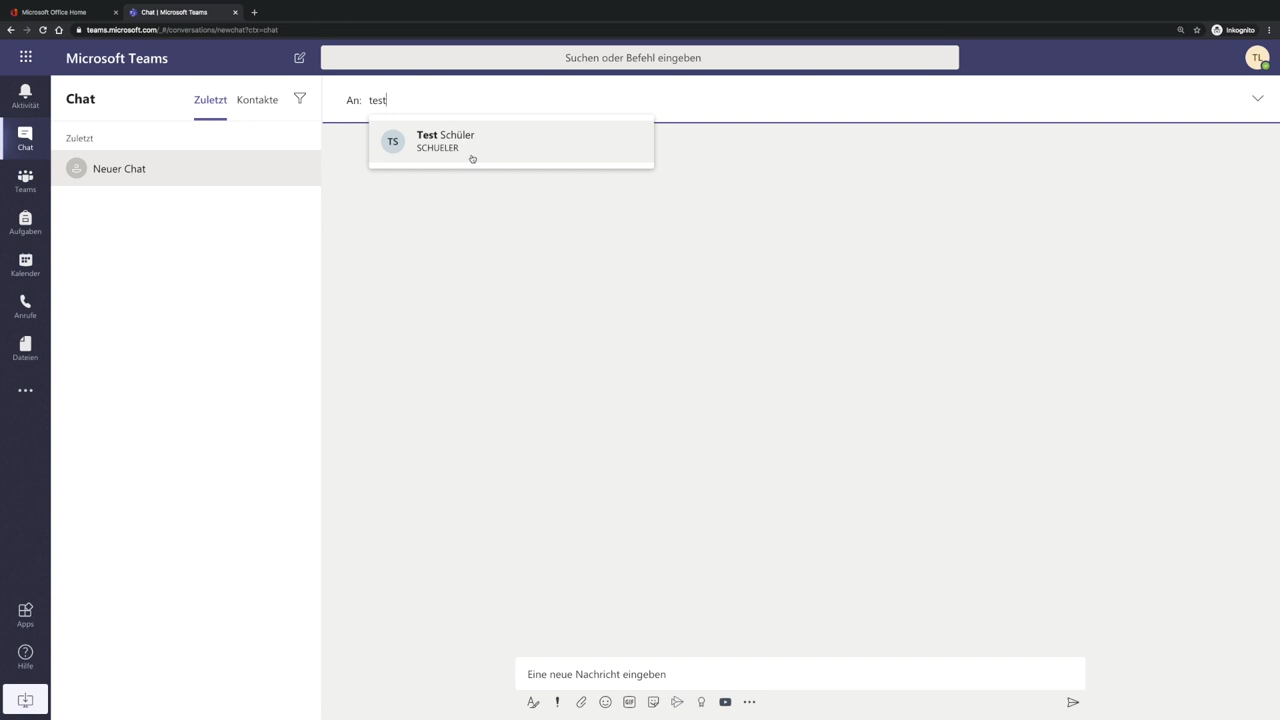 Microsoft Office Home
Chat | Microsoft Teams
teams.microsoft.com/_#/conversations/newchat?ctx=chat
Inkognito
Microsoft Teams
Suchen oder Befehl eingeben
TL
Aktivität
Chat
Teams
Aufgaben
Kalender
Anrufe
Dateien
Apps
Hilfe
Chat
Zuletzt
Kontakte
Zuletzt
Neuer Chat
An: test
TS
Test Schüler
SCHUELER
Eine neue Nachricht eingeben
GIF